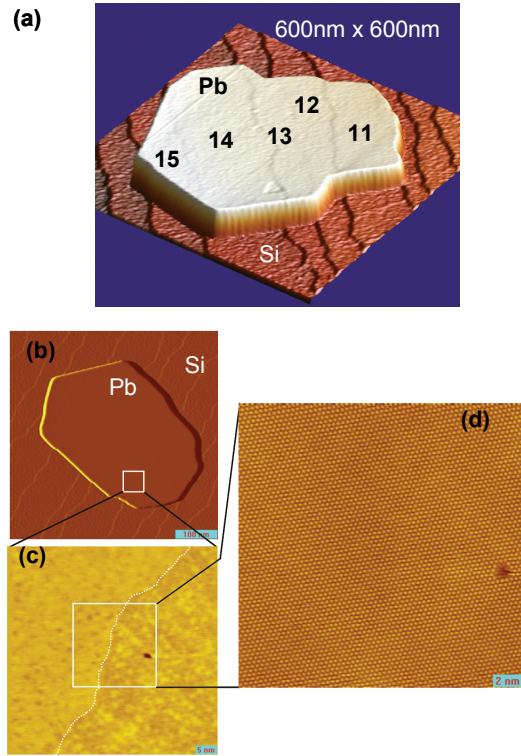 (a)
600nm x 600nm
Pb
12
14
13
11
15
Si
(b)
Si
Pb
100 nm
(d)
(c)
2 nm
5 nm